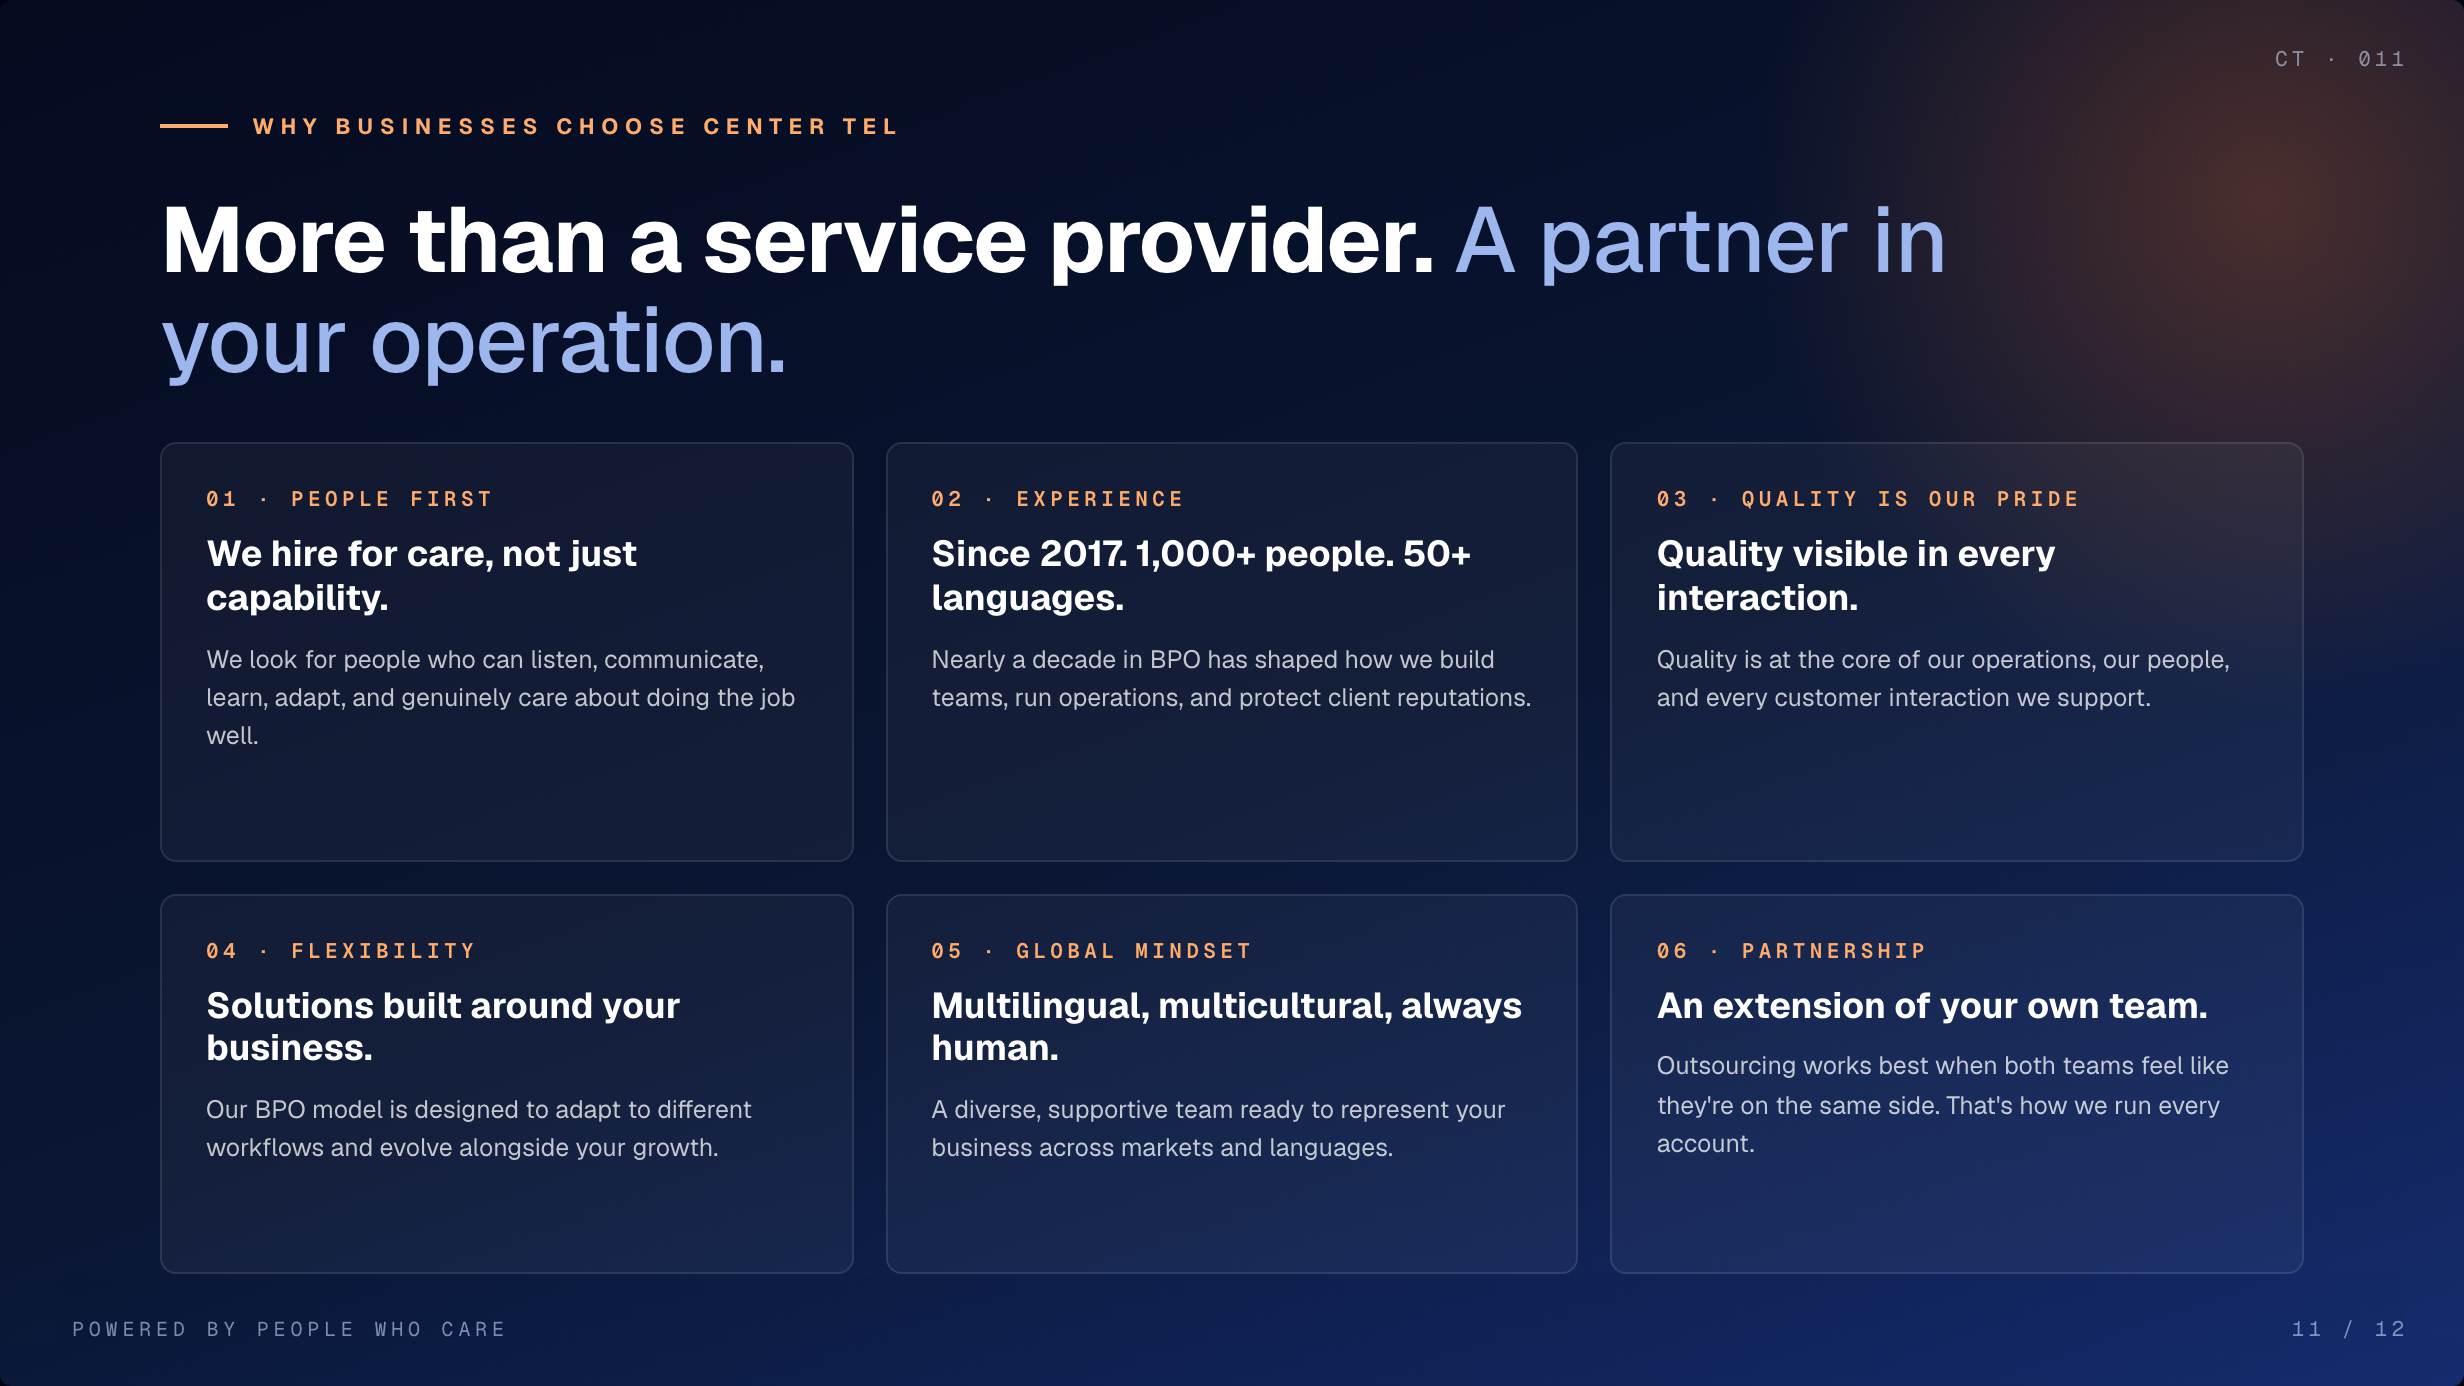 CT · 011
WHY BUSINESSES CHOOSE CENTER TEL
More than a service provider. A partner in
your operation.
01 · PEOPLE FIRST
We hire for care, not just
capability.
We look for people who can listen, communicate,
learn, adapt, and genuinely care about doing the job
well.
02 · EXPERIENCE
Since 2017. 1,000+ people. 50+
languages.
Nearly a decade in BPO has shaped how we build
teams, run operations, and protect client reputations.
03 · QUALITY IS OUR PRIDE
Quality visible in every
interaction.
Quality is at the core of our operations, our people,
and every customer interaction we support.
04 · FLEXIBILITY
Solutions built around your
business.
Our BPO model is designed to adapt to different
workflows and evolve alongside your growth.
05 · GLOBAL MINDSET
Multilingual, multicultural, always
human.
A diverse, supportive team ready to represent your
business across markets and languages.
06 · PARTNERSHIP
An extension of your own team.
Outsourcing works best when both teams feel like
they're on the same side. That's how we run every
account.
POWERED BY PEOPLE WHO CARE
11 / 12